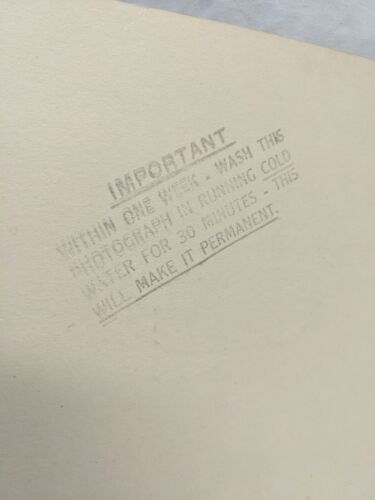 IMPORTANT
WITHIN ONE WEEK - WASH THIS
PHOTOGRAPH IN RUNNING COLD
WATER FOR 30 MINUTES - THIS
WILL MAKE IT PERMANENT.